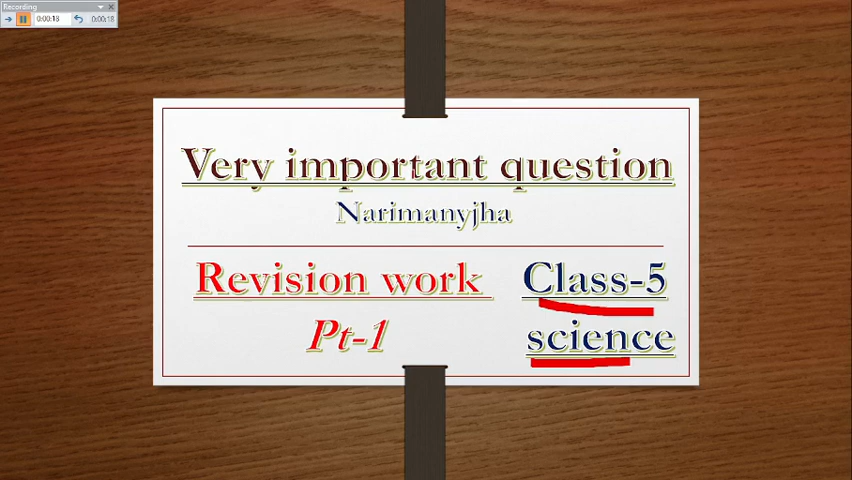 Recording
0:00:18 0:00:18
Very important question
Narimanyjha
Revision work
Pt-1
Class-5
science